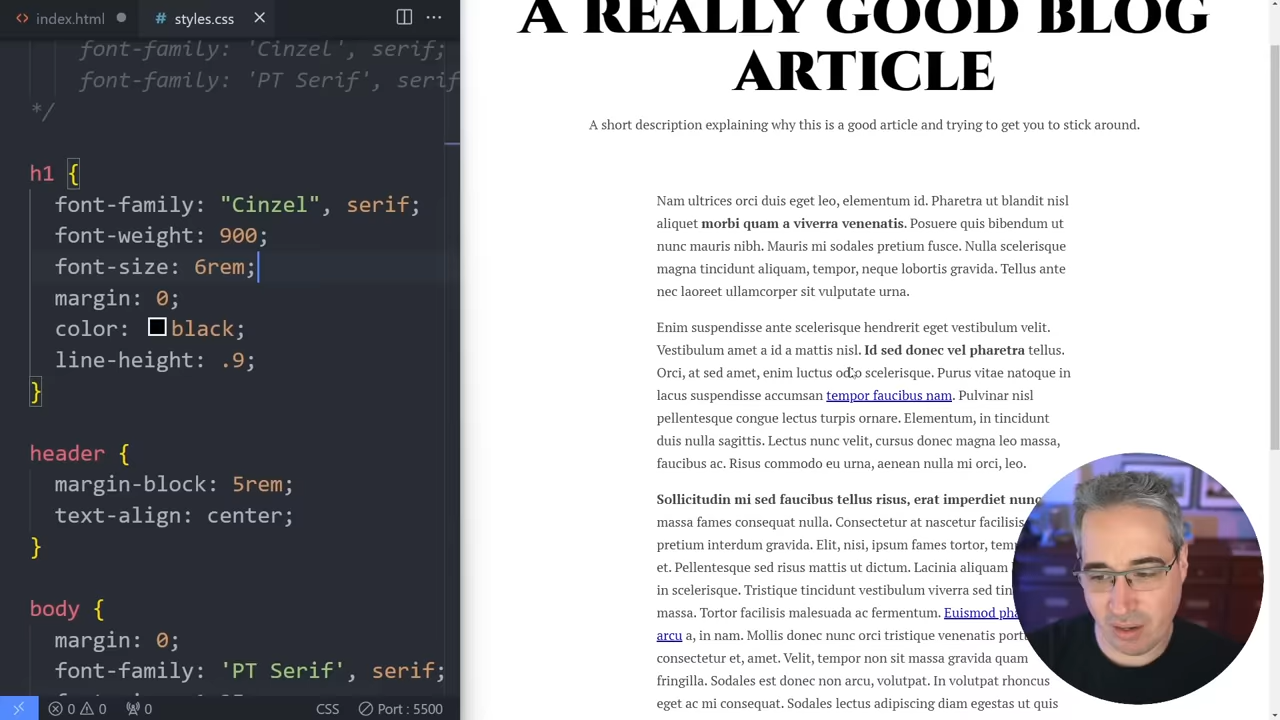 index.html
styles.css
font-family: 'Cinzel', serif;
font-family: 'PT Serif', serif
*/
h1 {
font-family: "Cinzel", serif;
font-weight: 900;
font-size: 6rem;
margin: 0;
color: black;
line-height: .9;
}
header {
margin-block: 5rem;
text-align: center;
}
body {
margin: 0;
font-family: 'PT Serif', serif;
0 0 0 CSS Port : 5500
A REALLY GOOD BLOG
ARTICLE
A short description explaining why this is a good article and trying to get you to stick around.
Nam ultrices orci duis eget leo, elementum id. Pharetra ut blandit nisl
aliquet morbi quam a viverra venenatis. Posuere quis bibendum ut
nunc mauris nibh. Mauris mi sodales pretium fusce. Nulla scelerisque
magna tincidunt aliquam, tempor, neque lobortis gravida. Tellus ante
nec laoreet ullamcorper sit vulputate urna.
Enim suspendisse ante scelerisque hendrerit eget vestibulum velit.
Vestibulum amet a id a mattis nisl. Id sed donec vel pharetra tellus.
Orci, at sed amet, enim luctus odio scelerisque. Purus vitae natoque in
lacus suspendisse accumsan tempor faucibus nam. Pulvinar nisl
pellentesque congue lectus turpis ornare. Elementum, in tincidunt
duis nulla sagittis. Lectus nunc velit, cursus donec magna leo massa,
faucibus ac. Risus commodo eu urna, aenean nulla mi orci, leo.
Sollicitudin mi sed faucibus tellus risus, erat imperdiet nunc
massa fames consequat nulla. Consectetur at nascetur facilisis
pretium interdum gravida. Elit, nisi, ipsum fames tortor,
et. Pellentesque sed risus mattis ut dictum. Lacinia aliquam
in scelerisque. Tristique tincidunt vestibulum viverra sed
massa. Tortor facilisis malesuada ac fermentum. Euismod
arcu a, in nam. Mollis donec nunc orci tristique venenatis
consectetur et, amet. Velit, tempor non sit massa gravida quam
fringilla. Sodales est donec non arcu, volutpat. In volutpat rhoncus
eget ac mi consequat. Sodales lectus adipiscing diam egestas ut quis